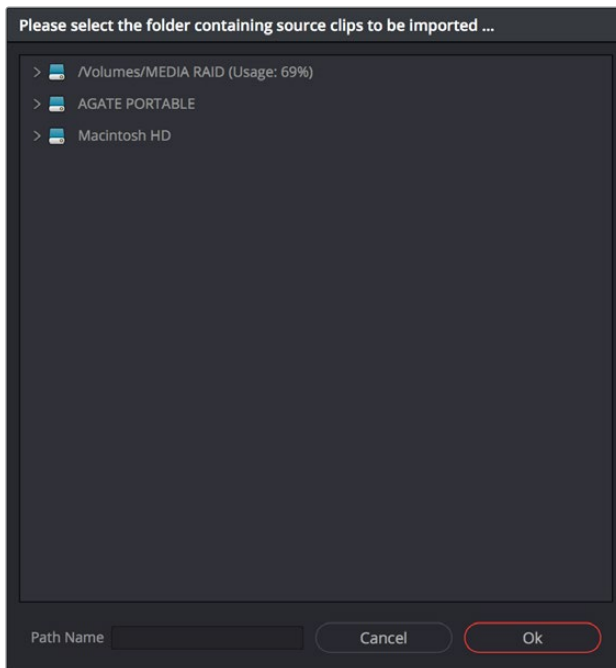 Please select the folder containing source clips to be imported ...
/Volumes/MEDIA RAID (Usage: 69%)
AGATE PORTABLE
Macintosh HD
Path Name Cancel Ok